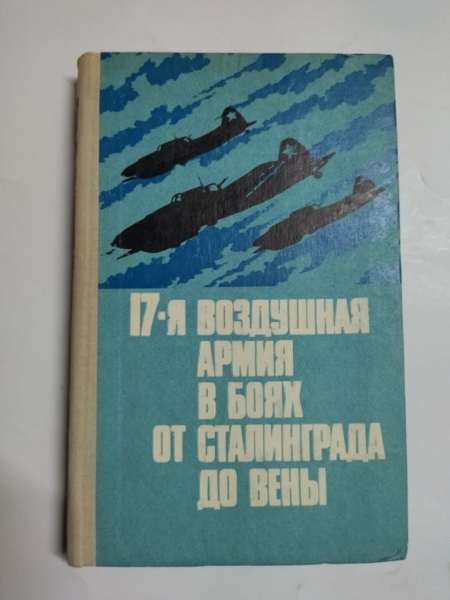 17-я ВОЗДУШНАЯ
АРМИЯ
В БОЯХ
ОТ СТАЛИНГРАДА
ДО ВЕНЫ